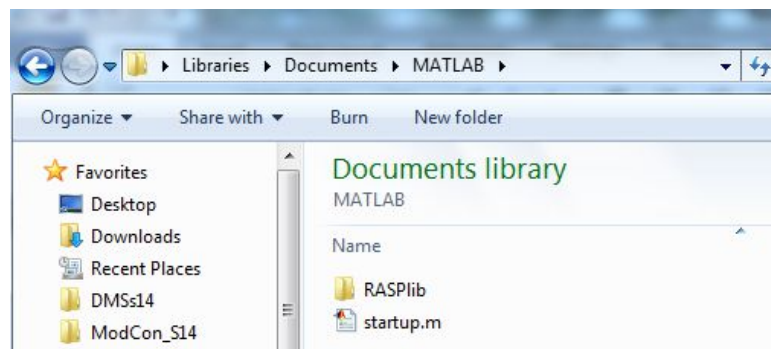 Libraries Documents MATLAB
Organize Share with Burn New folder
Favorites
Desktop
Downloads
Recent Places
DMSs14
ModCon_S14
Documents library
MATLAB
Name
RASPlib
startup.m